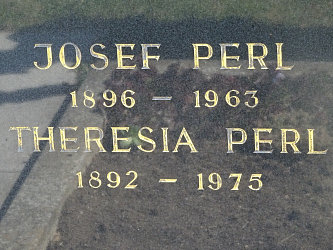 JOSEF PERL
1896 – 1963
THERESIA PERL
1892 – 1975